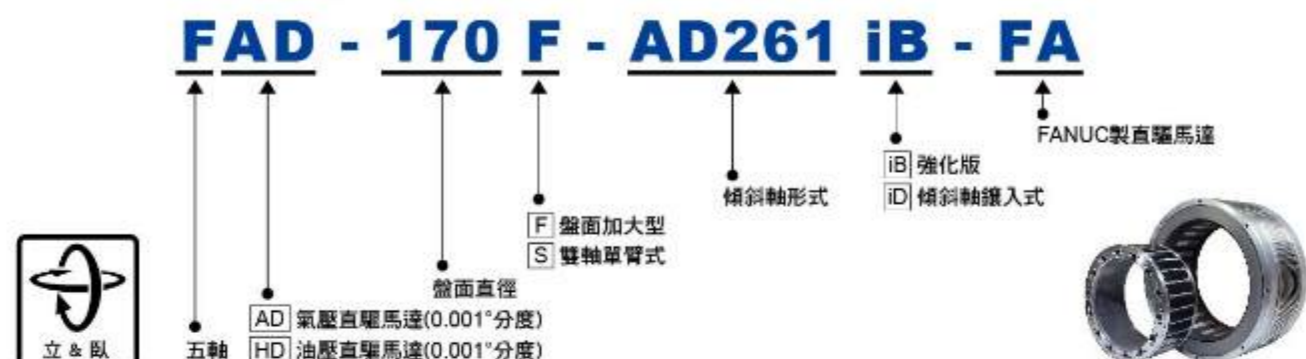 FAD - 170 F - AD261 iB - FA
FANUC製直驅馬達
iB 強化版
iD 傾斜軸鑲入式
傾斜軸形式
F 盤面加大型
S 雙軸單臂式
盤面直徑
AD 氣壓直驅馬達(0.001°分度)
HD 油壓直驅馬達(0.001°分度)
五軸
立 & 臥